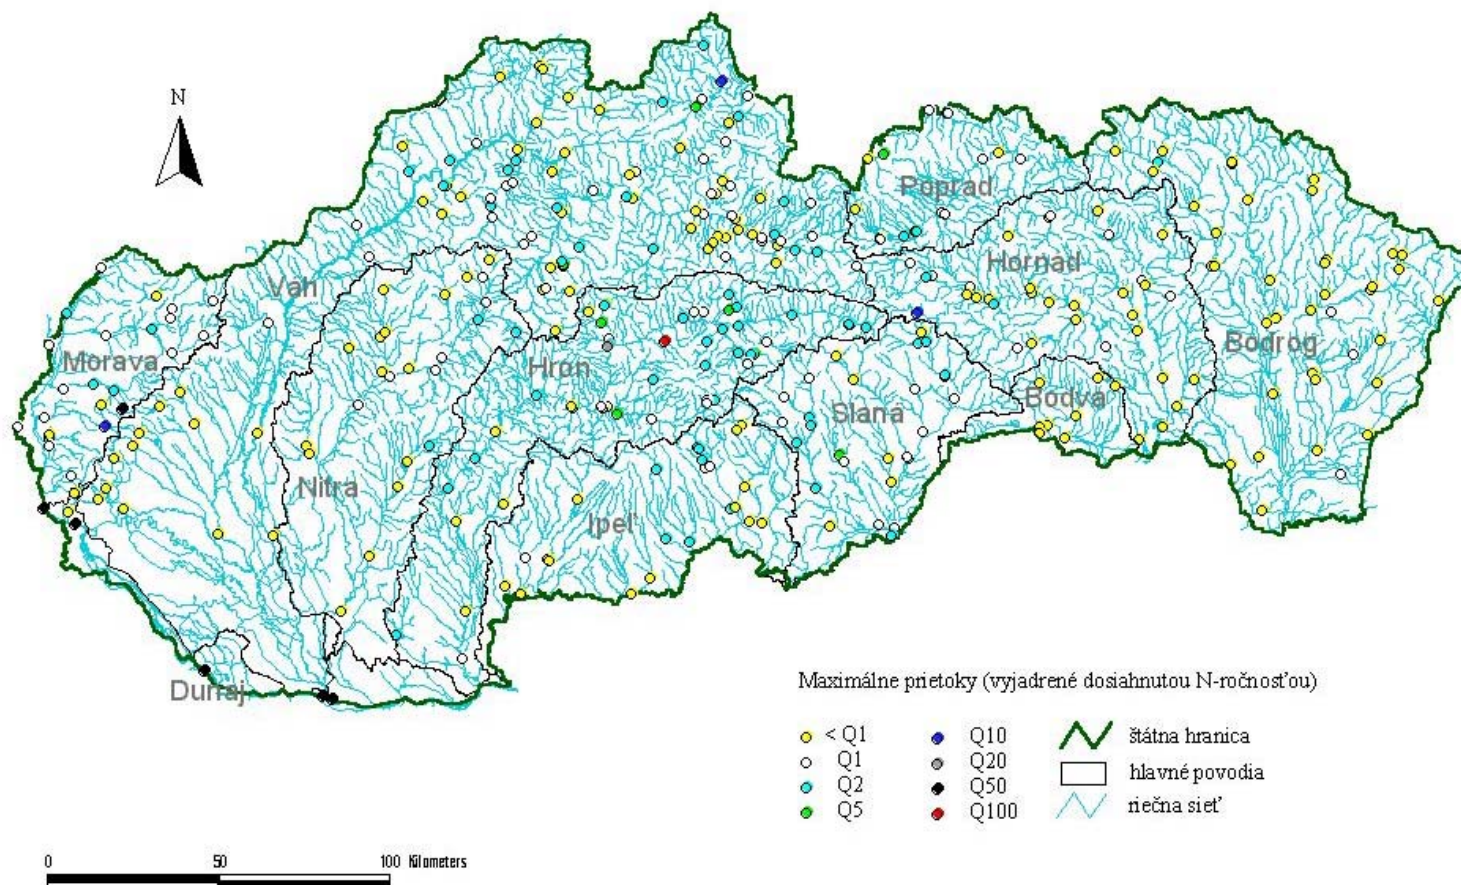 N
Poprad
Hornád
Váh
Morava
Hron
Bodrog
Bodva
Slaná
Nitra
Ipeľ
Dunaj
Maximálne prietoky (vyjadrené dosiahnutou N-ročnosťou)
< Q1
Q1
Q2
Q5
Q10
Q20
Q50
Q100
štátna hranica
hlavné povodia
riečna sieť
0 50 100 Kilometers